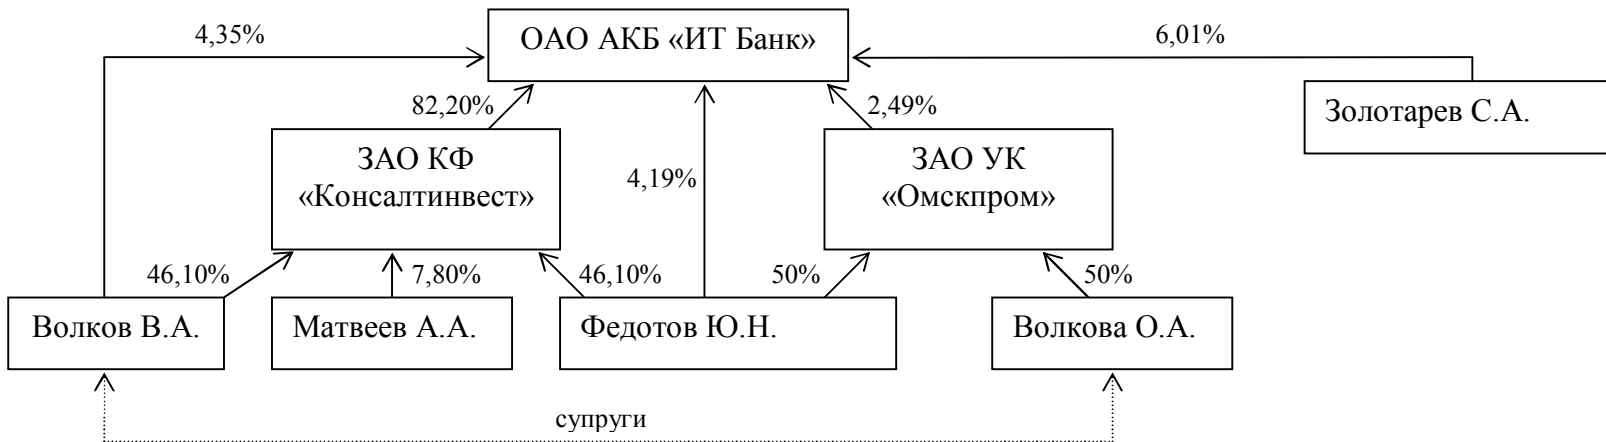 4,35%
ОАО АКБ «ИТ Банк»
6,01%
82,20%
2,49%
Золотарев С.А.
ЗАО КФ
«Консалтинвест»
4,19%
ЗАО УК
«Омскпром»
46,10%
7,80%
46,10%
50%
50%
Волков В.А.
Матвеев А.А.
Федотов Ю.Н.
Волкова О.А.
супруги